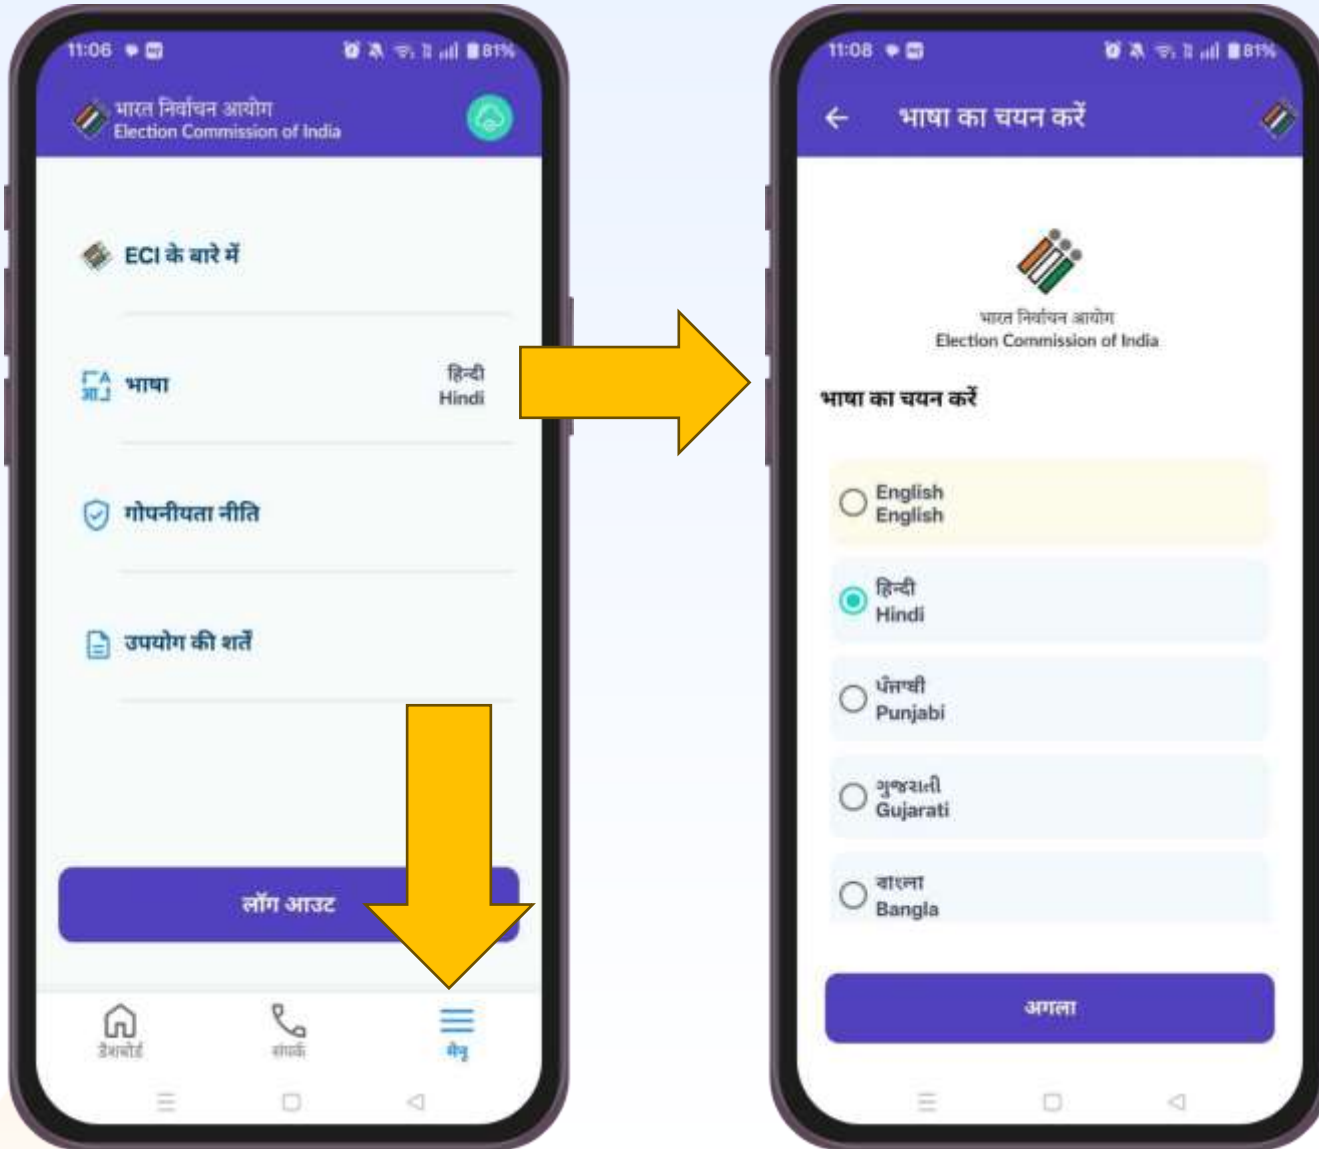 11:06
81%
भारत निर्वाचन आयोग
Election Commission of India
ECI के बारे में
भाषा
हिन्दी
Hindi
गोपनीयता नीति
उपयोग की शर्तें
लॉग आउट
डैशबोर्ड
संपर्क
मेनू
11:08
81%
भाषा का चयन करें
भारत निर्वाचन आयोग
Election Commission of India
भाषा का चयन करें
English
English
हिन्दी
Hindi
ਪੰਜਾਬੀ
Punjabi
ગુજરાતી
Gujarati
বাংলা
Bangla
अगला